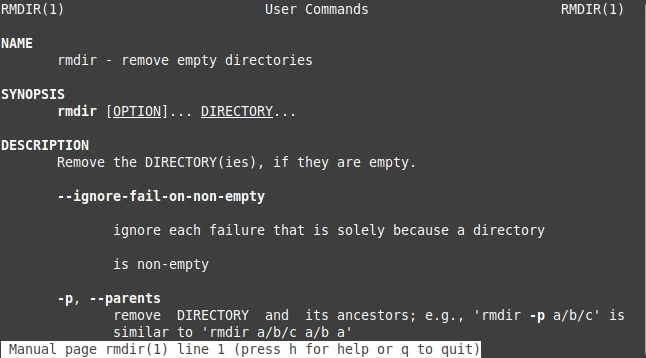 RMDIR(1) User Commands RMDIR(1)
NAME
rmdir - remove empty directories
SYNOPSIS
rmdir [OPTION]... DIRECTORY...
DESCRIPTION
Remove the DIRECTORY(ies), if they are empty.
--ignore-fail-on-non-empty
ignore each failure that is solely because a directory
is non-empty
-p, --parents
remove DIRECTORY and its ancestors; e.g., 'rmdir -p a/b/c' is
similar to 'rmdir a/b/c a/b a'
Manual page rmdir(1) line 1 (press h for help or q to quit)